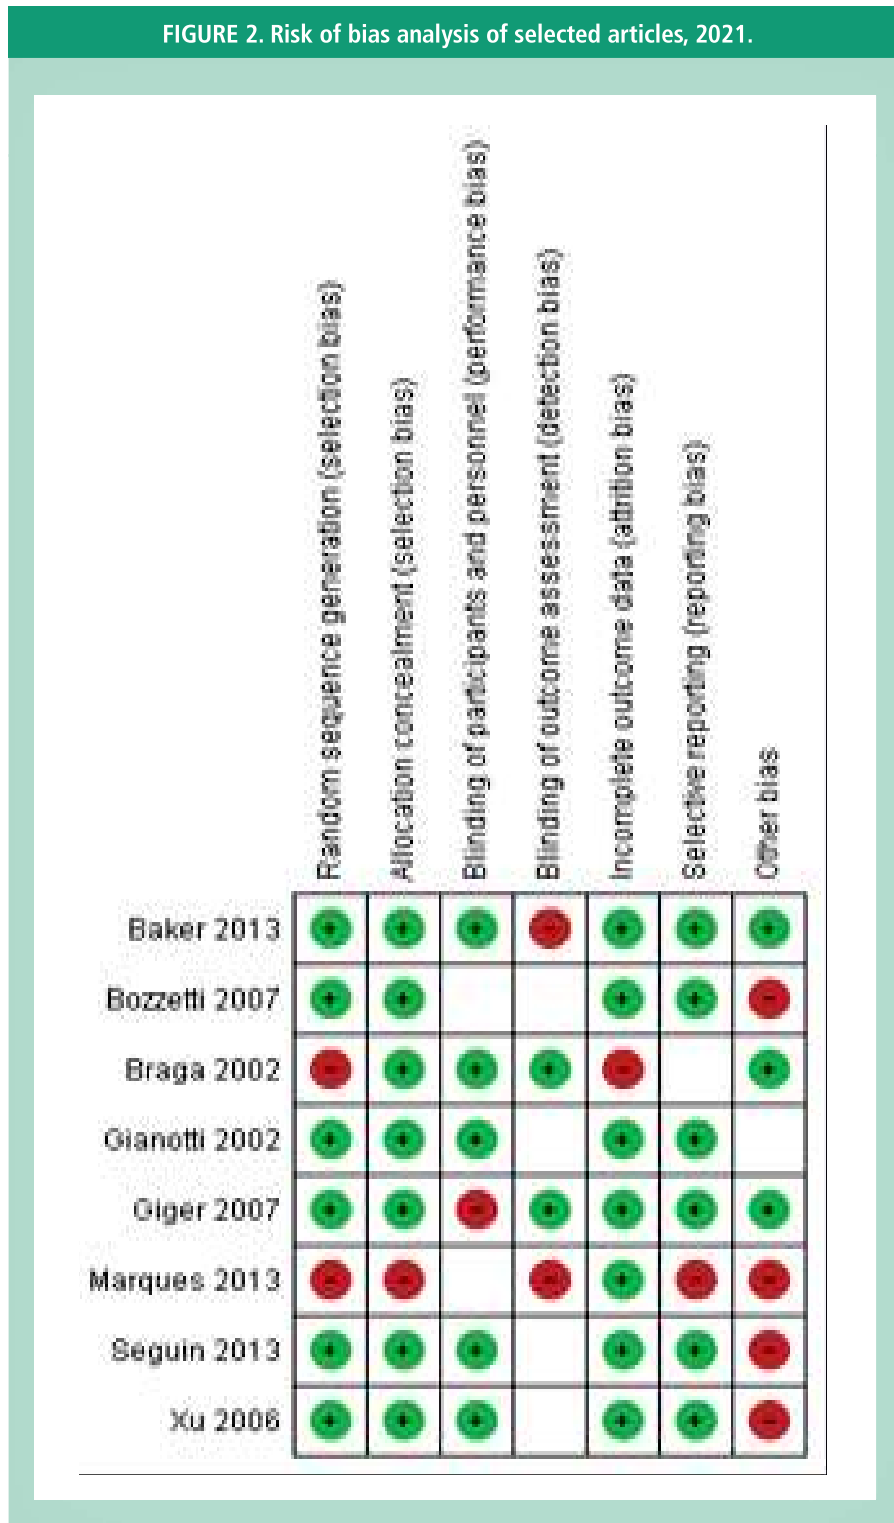 FIGURE 2. Risk of bias analysis of selected articles, 2021.
Random sequence generation (selection bias)
Allocation concealment (selection bias)
Blinding of participants and personnel (performance bias)
Blinding of outcome assessment (detection bias)
Incomplete outcome data (attrition bias)
Selective reporting (reporting bias)
Other bias
Baker 2013 + + + - + + +
Bozzetti 2007 + + + + -
Braga 2002 - + + + - +
Gianotti 2002 + + + + +
Giger 2007 + + - + + + +
Marques 2013 - - - + - -
Seguin 2013 + + + + + -
Xu 2006 + + + + + -